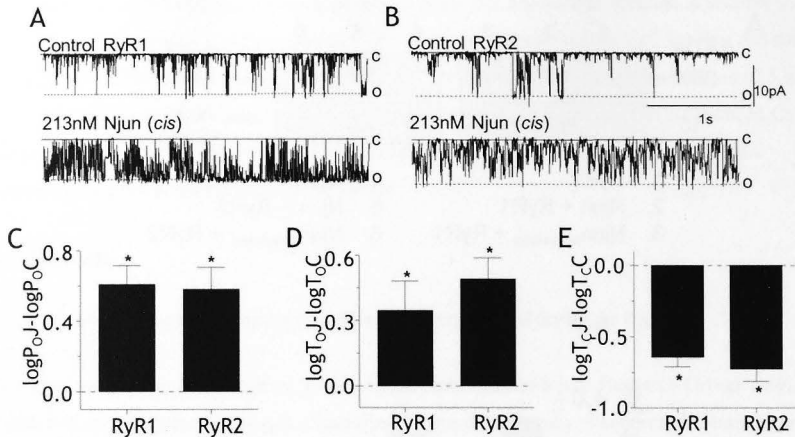 A
B
Control RyR1
Control RyR2
C
C
O
O
10pA
1s
213nM Njun (cis)
213nM Njun (cis)
C
C
O
O
C
D
E
logPOJ-logPOC
0.8
0.4
0.0
*
*
RyR1
RyR2
logTOJ-logTOC
0.6
0.3
0.0
*
*
RyR1
RyR2
logTCJ-logTCC
0.0
-0.5
-1.0
*
*
RyR1
RyR2